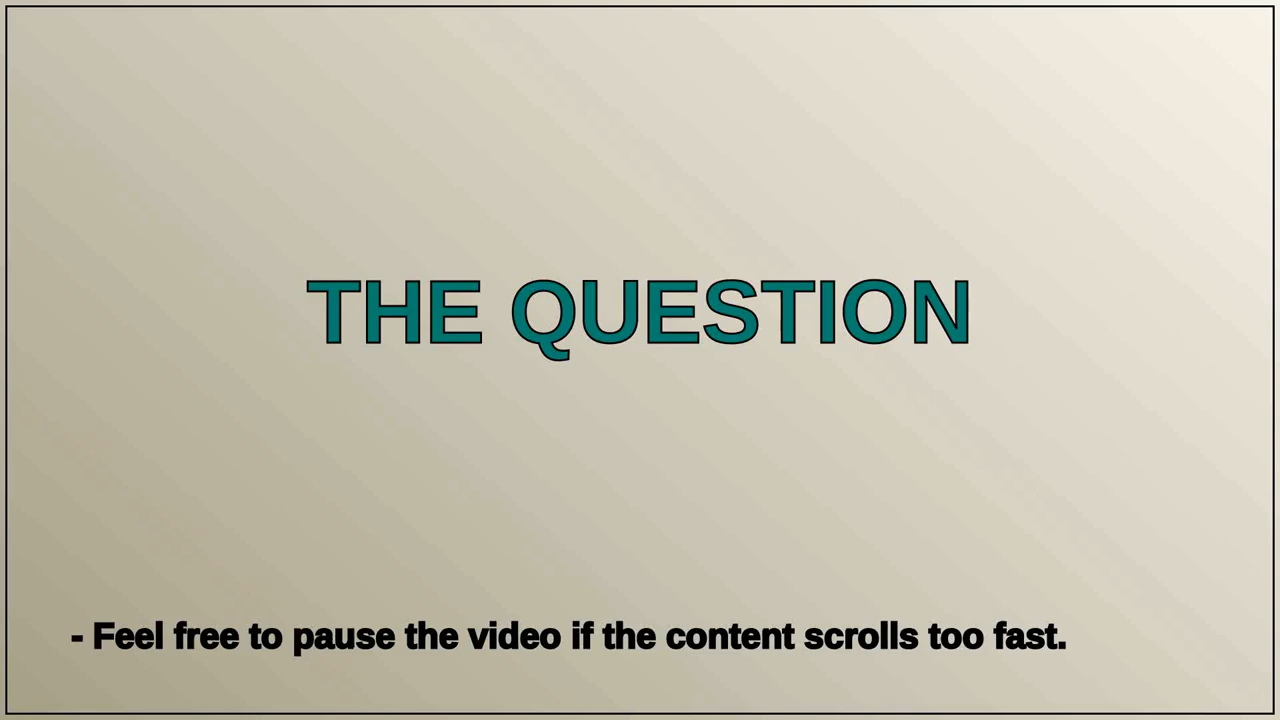 THE QUESTION
- Feel free to pause the video if the content scrolls too fast.